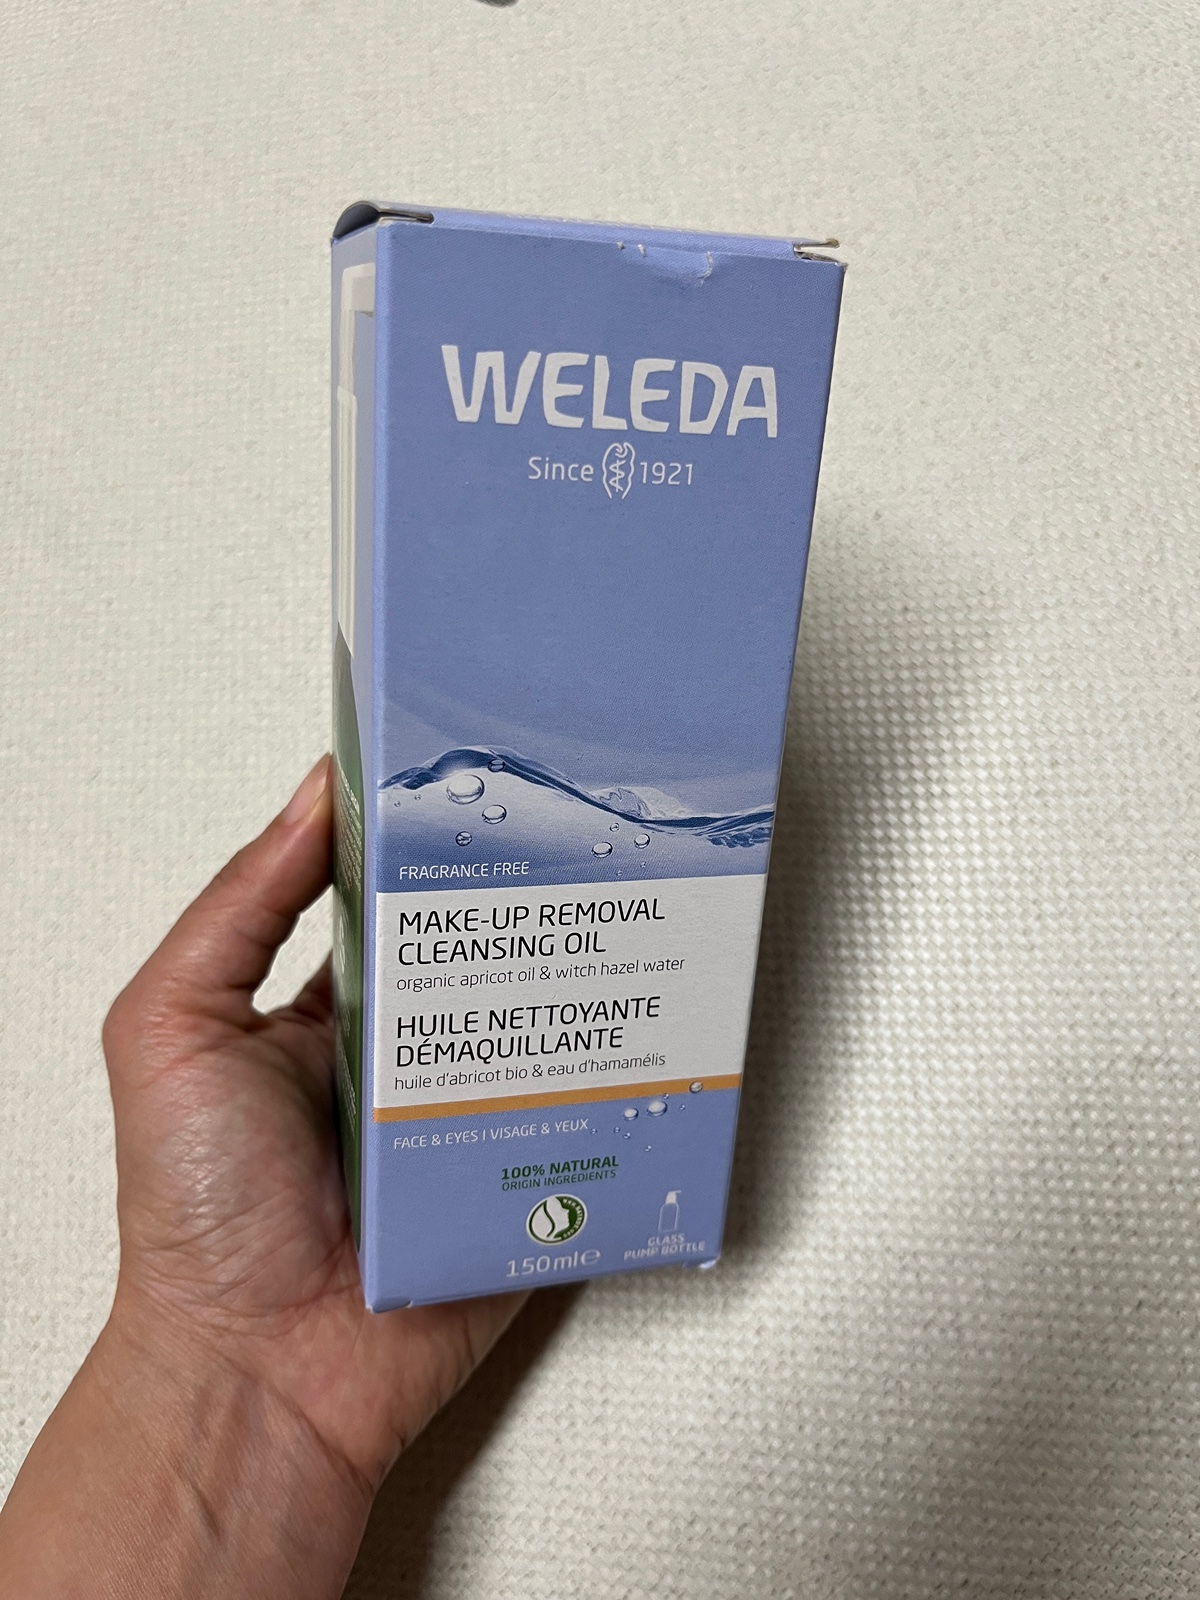 WELEDA
Since 1921
FRAGRANCE FREE
MAKE-UP REMOVAL
CLEANSING OIL
organic apricot oil & witch hazel water
HUILE NETTOYANTE
DÉMAQUILLANTE
huile d'abricot bio & eau d'hamamélis
FACE & EYES | VISAGE & YEUX
100% NATURAL
ORIGIN INGREDIENTS
150ml℮
GLASS
PUMP BOTTLE